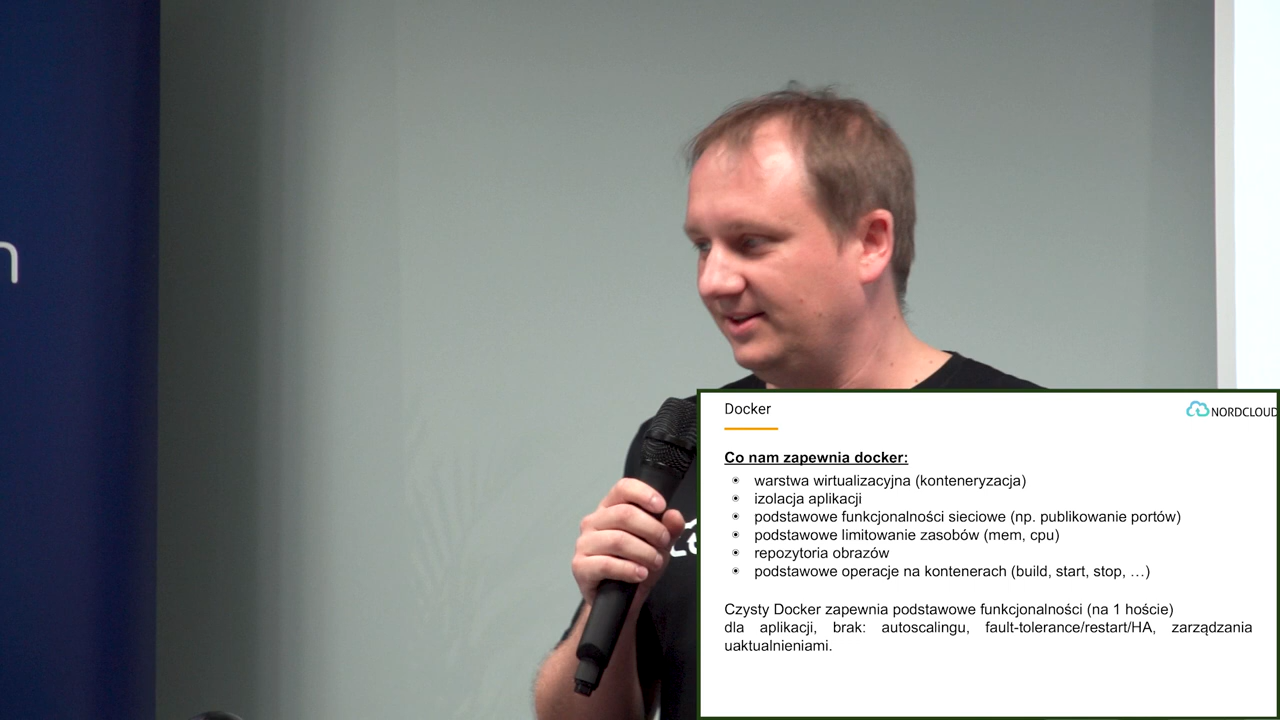 n
Docker
NORDCLOUD
Co nam zapewnia docker:
warstwa wirtualizacyjna (konteneryzacja)
izolacja aplikacji
podstawowe funkcjonalności sieciowe (np. publikowanie portów)
podstawowe limitowanie zasobów (mem, cpu)
repozytoria obrazów
podstawowe operacje na kontenerach (build, start, stop, …)
Czysty Docker zapewnia podstawowe funkcjonalności (na 1 hoście)
dla aplikacji, brak: autoscalingu, fault-tolerance/restart/HA, zarządzania
uaktualnieniami.